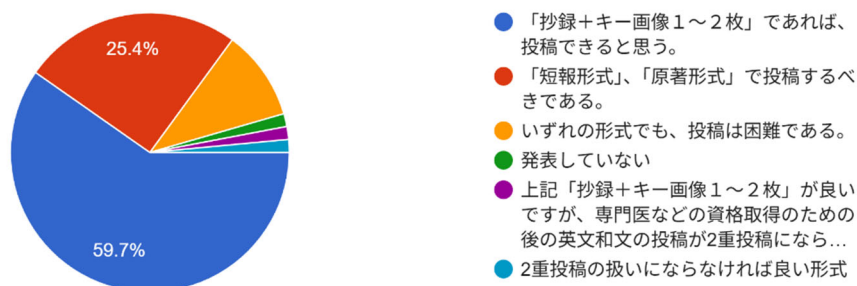 25.4%
59.7%
「抄録+キー画像1~2枚」であれば、
投稿できると思う。
「短報形式」、「原著形式」で投稿するべ
きである。
いずれの形式でも、投稿は困難である。
発表していない
上記「抄録+キー画像1~2枚」が良い
ですが、専門医などの資格取得のための
後の英文和文の投稿が2重投稿になら…
2重投稿の扱いにならなければ良い形式